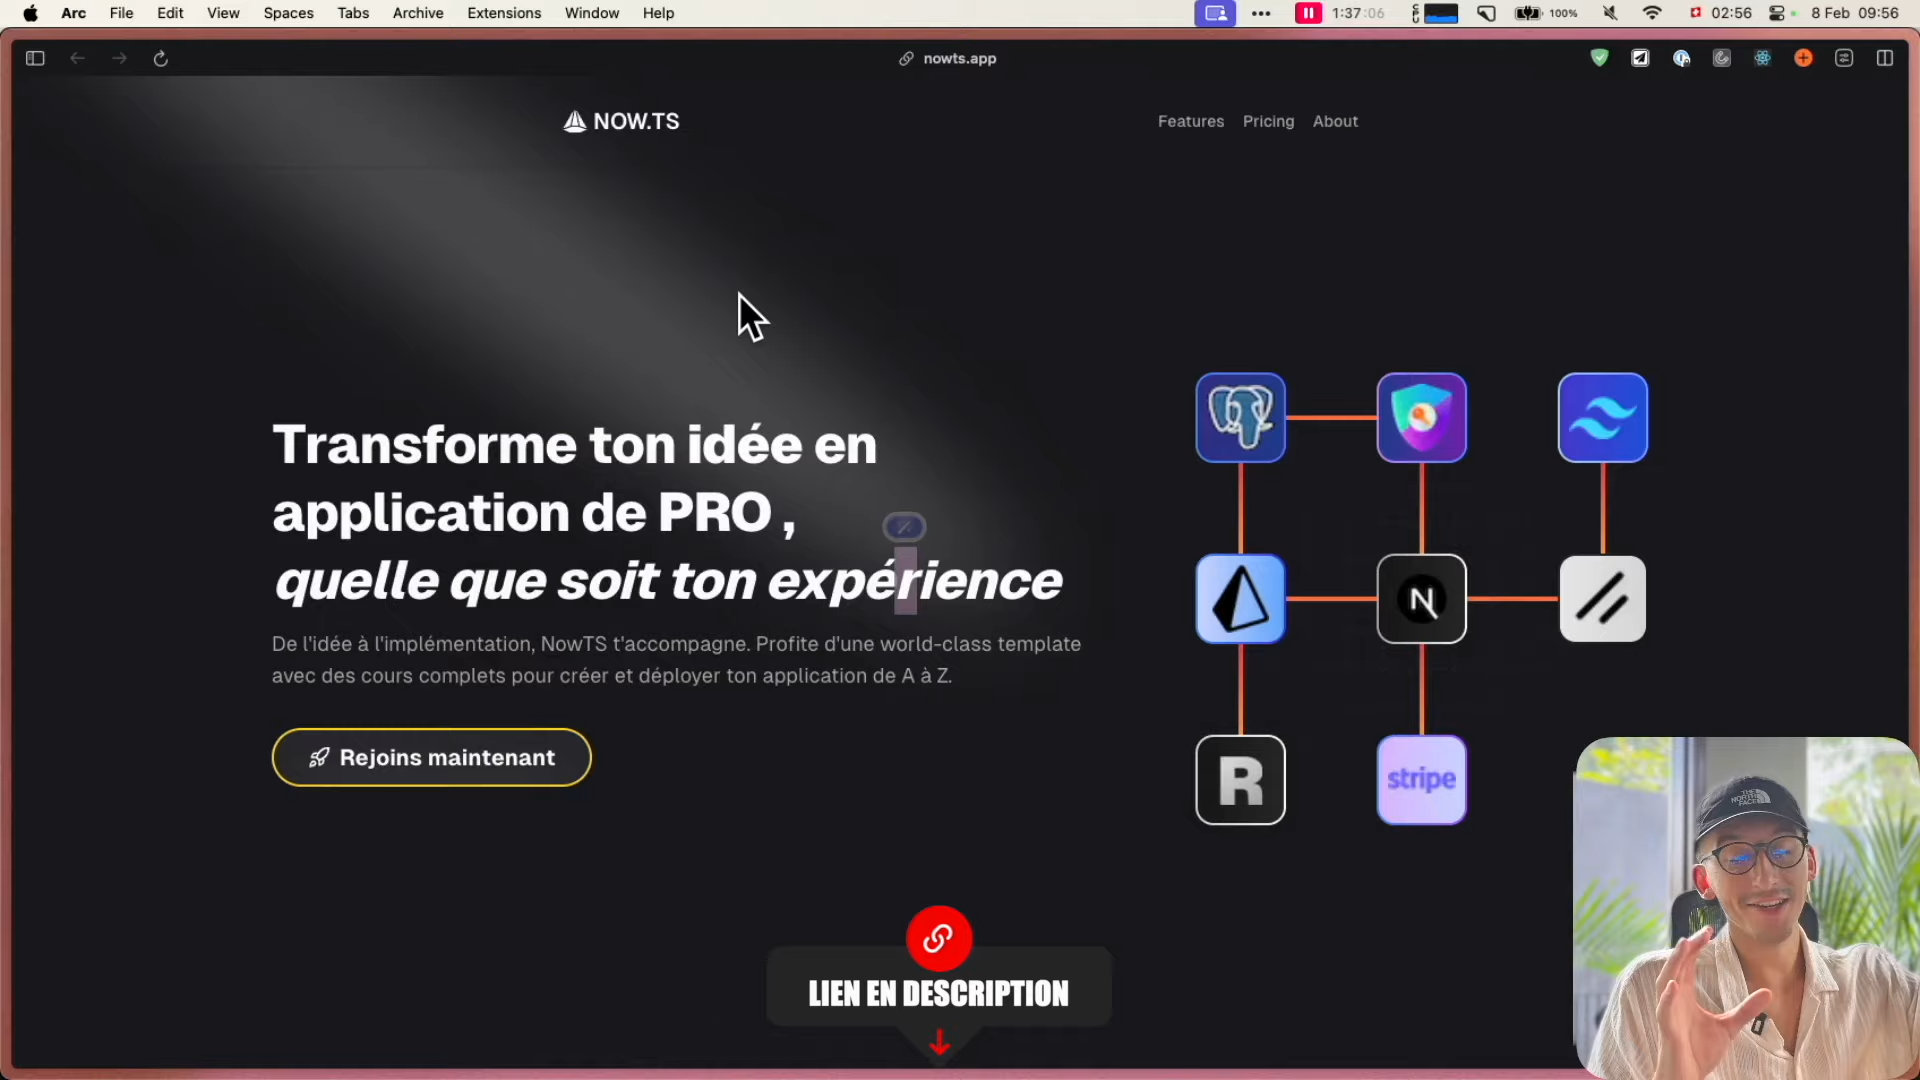 Arc File Edit View Spaces Tabs Archive Extensions Window Help
1:37:06 100% 02:56 8 Feb 09:56
nowts.app
NOW.TS
Features Pricing About
Transforme ton idée en
application de PRO ,
quelle que soit ton expérience
De l'idée à l'implémentation, NowTS t'accompagne. Profite d'une world-class template
avec des cours complets pour créer et déployer ton application de A à Z.
Rejoins maintenant
N
R
stripe
THE
NORTH
FACE
LIEN EN DESCRIPTION